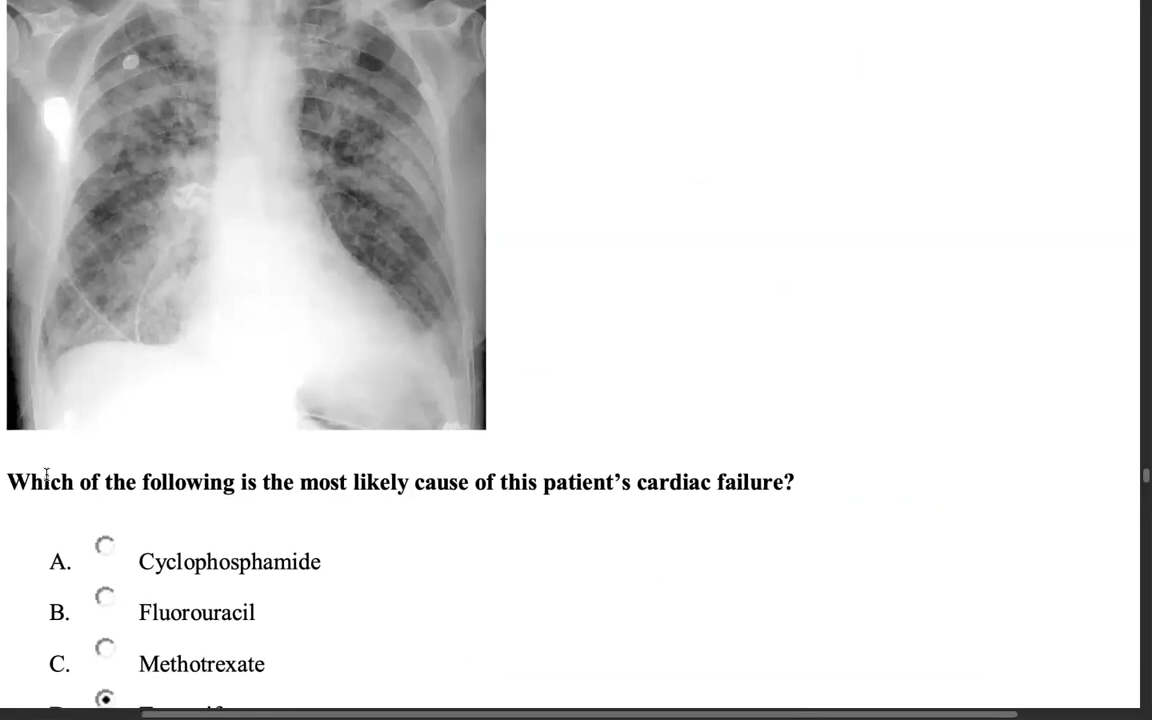 Which of the following is the most likely cause of this patient’s cardiac failure?
A. Cyclophosphamide
B. Fluorouracil
C. Methotrexate